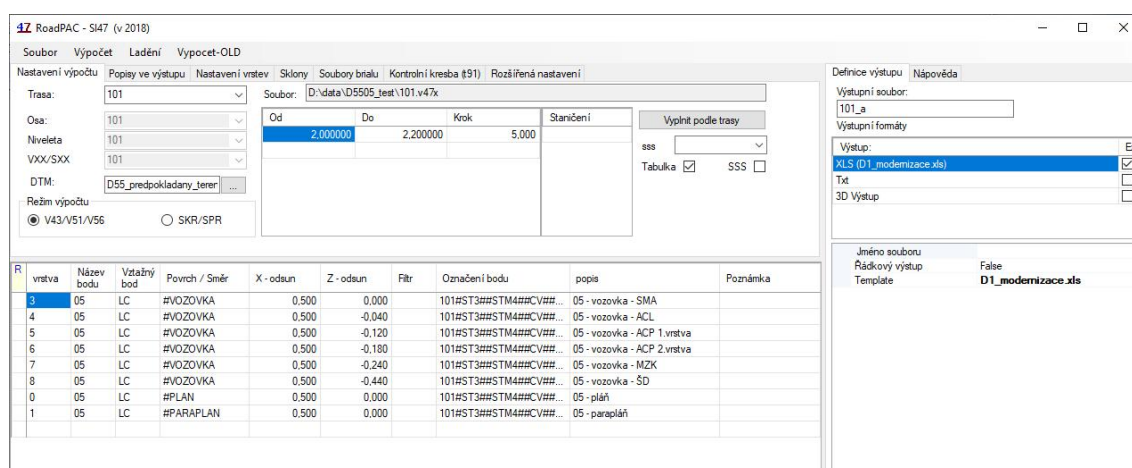 47 RoadPAC - SI47 (v 2018)
Soubor Výpočet Ladění Vypocet-OLD
Nastavení výpočtu Popisy ve výstupu Nastavení vrstev Sklony Soubory brialu Kontrolní kresba (t91) Rozšířená nastavení
Trasa: 101 Soubor: D:\data\D5505_test\101.v47x
Osa: 101
Niveleta 101
VXX/SXX 101
DTM: D55_predpokladany_teren ...
Režim výpočtu
V43/V51/V56 SKR/SPR
Od Do Krok Staničení
2,000000 2,200000 5,000
Vyplnit podle trasy
sss
Tabulka SSS
Definice výstupu Nápověda
Výstupní soubor:
101_a
Výstupní formáty
Výstup: E
XLS (D1_modernizace.xls)
Txt
3D Výstup
Jméno souboru
Řádkový výstup False
Template D1_modernizace.xls
R vrstva Název bodu Vztažný bod Povrch / Směr X - odsun Z - odsun Filtr Označení bodu popis Poznámka
3 05 LC #VOZOVKA 0,500 0,000 101#ST3##STM4##CV##... 05 - vozovka - SMA
4 05 LC #VOZOVKA 0,500 -0,040 101#ST3##STM4##CV##... 05 - vozovka - ACL
5 05 LC #VOZOVKA 0,500 -0,120 101#ST3##STM4##CV##... 05 - vozovka - ACP 1.vrstva
6 05 LC #VOZOVKA 0,500 -0,180 101#ST3##STM4##CV##... 05 - vozovka - ACP 2.vrstva
7 05 LC #VOZOVKA 0,500 -0,240 101#ST3##STM4##CV##... 05 - vozovka - MZK
8 05 LC #VOZOVKA 0,500 -0,440 101#ST3##STM4##CV##... 05 - vozovka - ŠD
0 05 LC #PLAN 0,500 0,000 101#ST3##STM4##CV##... 05 - pláň
1 05 LC #PARAPLAN 0,500 0,000 101#ST3##STM4##CV##... 05 - parapláň